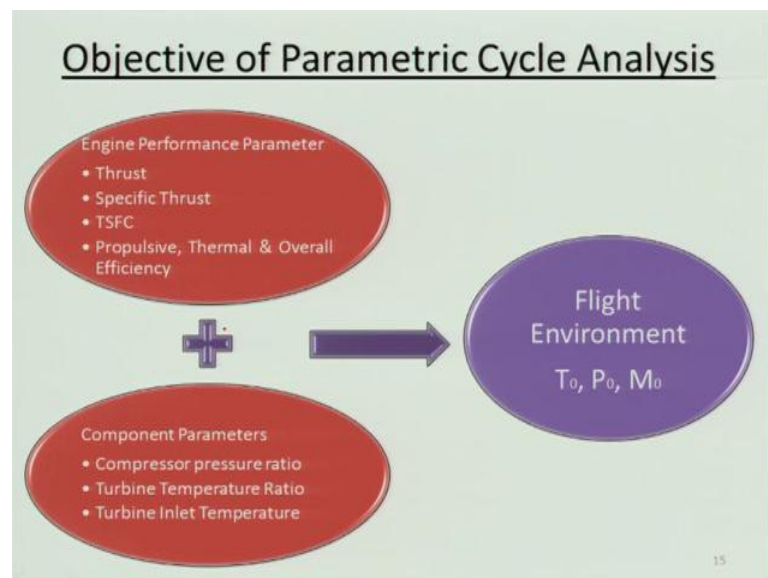 Objective of Parametric Cycle Analysis
Engine Performance Parameter
• Thrust
• Specific Thrust
• TSFC
• Propulsive, Thermal & Overall
Efficiency
Flight
Environment
T₀, P₀, M₀
Component Parameters
• Compressor pressure ratio
• Turbine Temperature Ratio
• Turbine Inlet Temperature
15